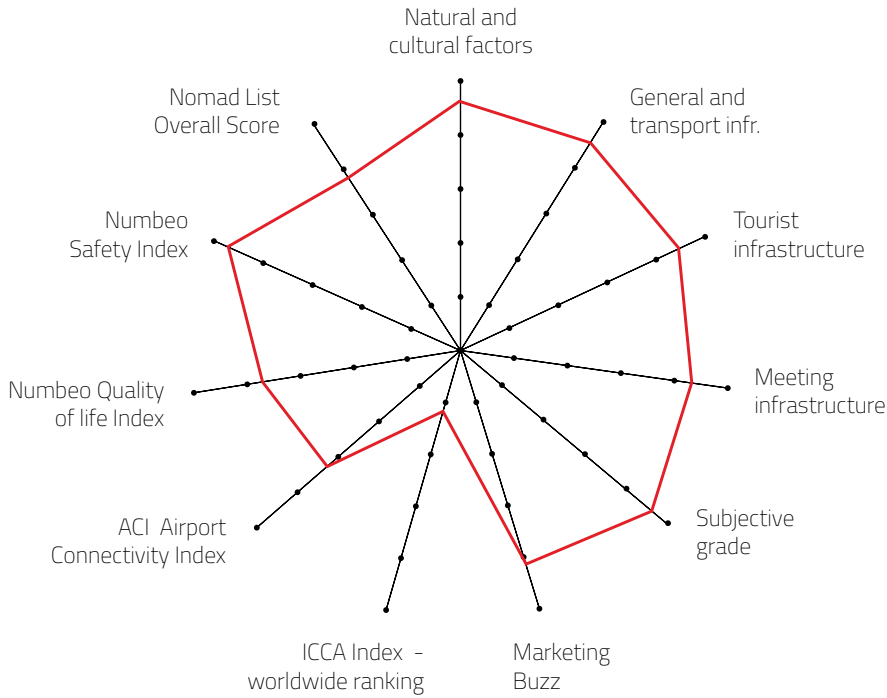 Natural and
cultural factors
General and
transport infr.
Tourist
infrastructure
Meeting
infrastructure
Subjective
grade
Marketing
Buzz
ICCA Index -
worldwide ranking
ACI Airport
Connectivity Index
Numbeo Quality
of life Index
Numbeo
Safety Index
Nomad List
Overall Score